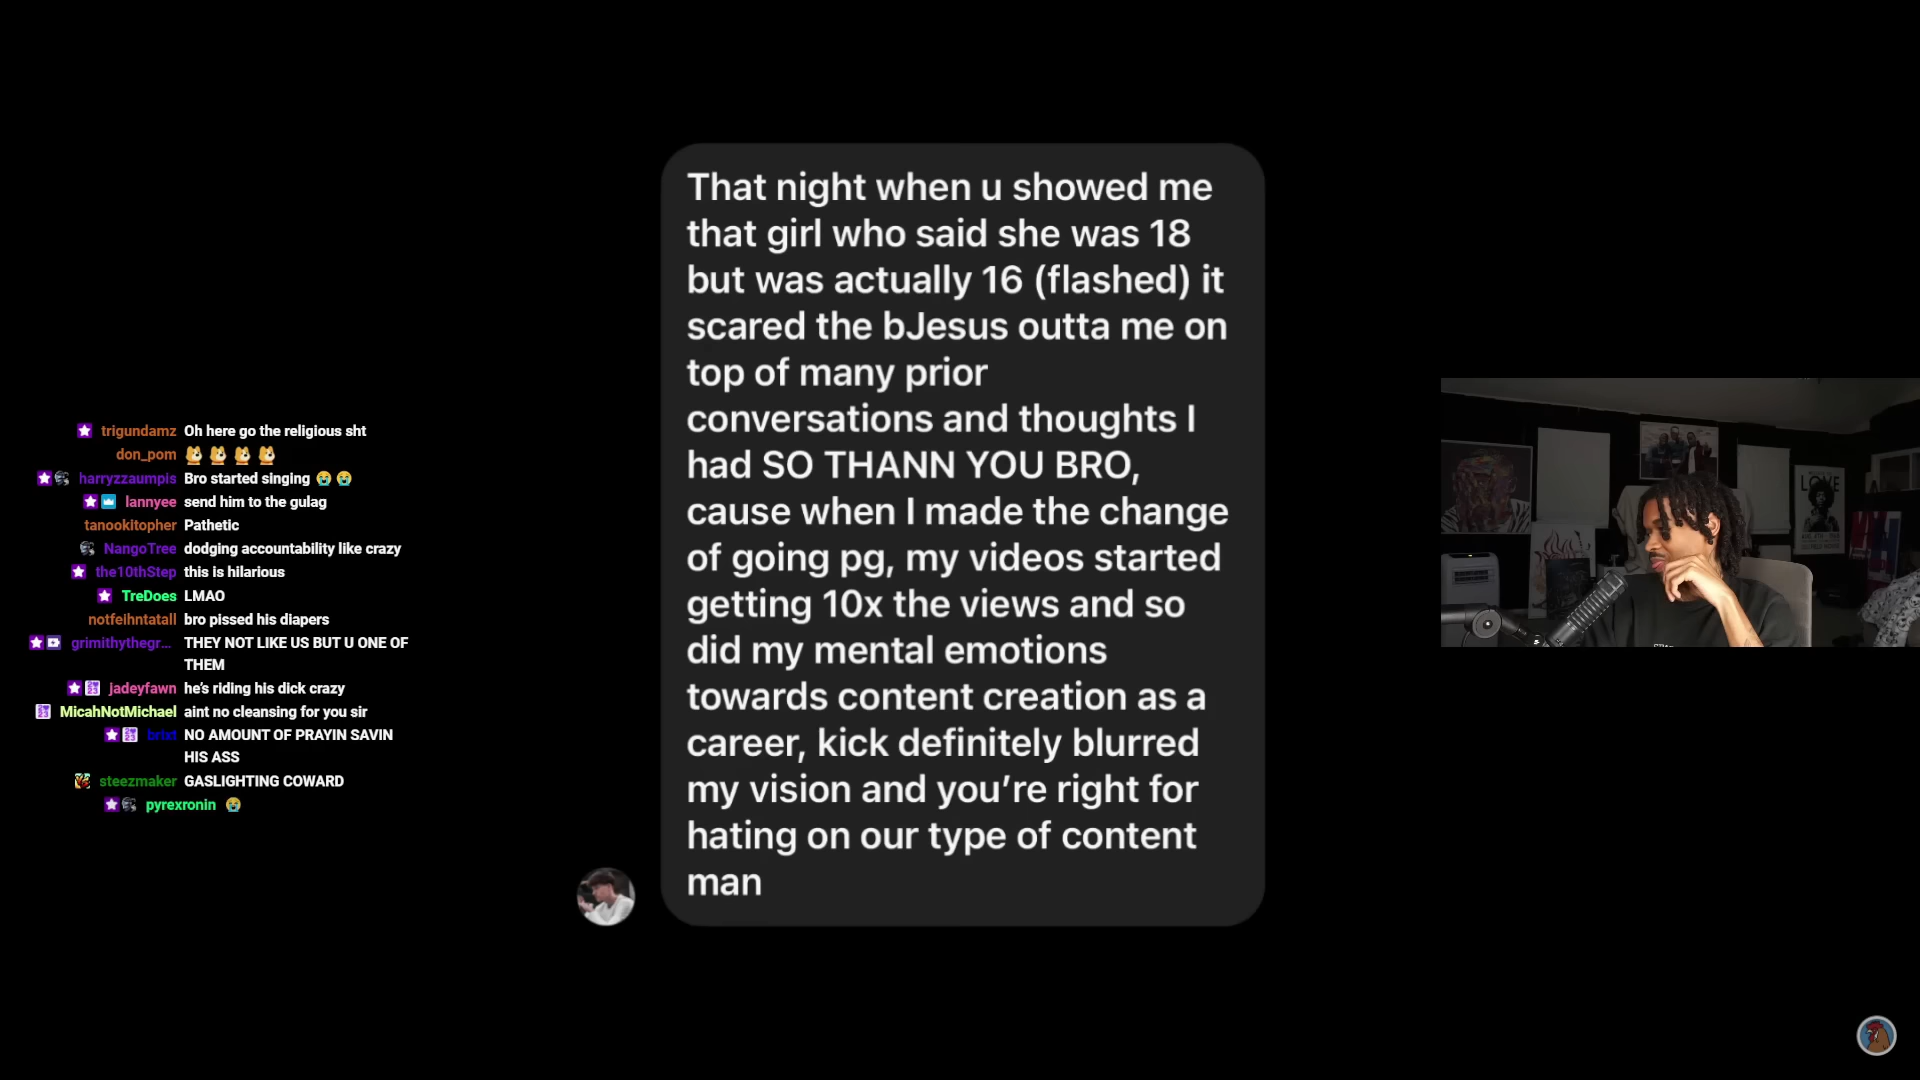 trigundamz Oh here go the religious sht
don_pom
harryzzaumpis Bro started singing 😭 😭
lannyee send him to the gulag
tanookitopher Pathetic
NangoTree dodging accountability like crazy
the10thStep this is hilarious
TreDoes LMAO
notfeihntatall bro pissed his diapers
grimithythegr... THEY NOT LIKE US BUT U ONE OF
THEM
jadeyfawn he's riding his dick crazy
MicahNotMichael aint no cleansing for you sir
NO AMOUNT OF PRAYIN SAVIN
HIS ASS
steezmaker GASLIGHTING COWARD
pyrexronin 😭
That night when u showed me
that girl who said she was 18
but was actually 16 (flashed) it
scared the bJesus outta me on
top of many prior
conversations and thoughts I
had SO THANN YOU BRO,
cause when I made the change
of going pg, my videos started
getting 10x the views and so
did my mental emotions
towards content creation as a
career, kick definitely blurred
my vision and you're right for
hating on our type of content
man
LOVE